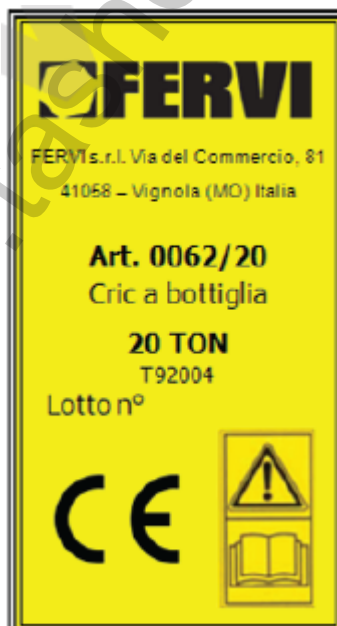 FERVI
FERVI s.r.l. Via del Commercio, 81
41058 – Vignola (MO) Italia
Art. 0062/20
Cric a bottiglia
20 TON
T92004
Lotto n°
CE